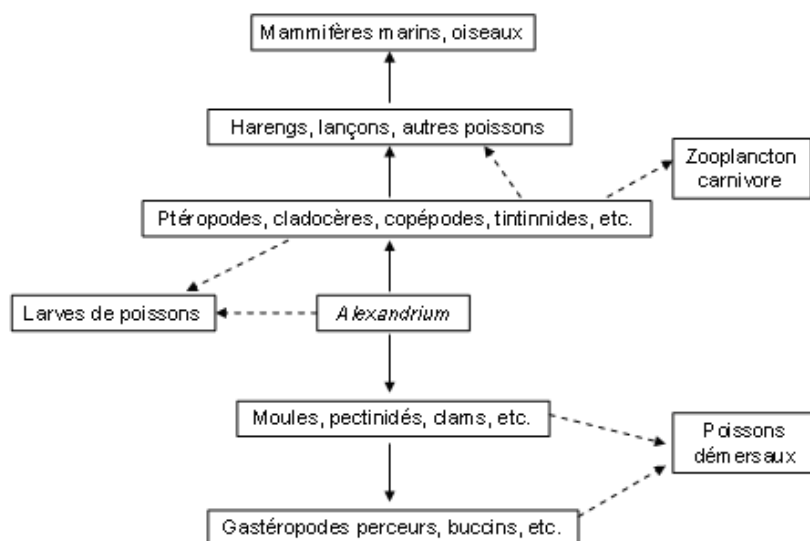 Mammifères marins, oiseaux
Harengs, lançons, autres poissons
Zooplancton
carnivore
Ptéropodes, cladocères, copépodes, tintinnides, etc.
Larves de poissons
Alexandrium
Moules, pectinidés, clams, etc.
Poissons
démersaux
Gastéropodes perceurs, buccins, etc.